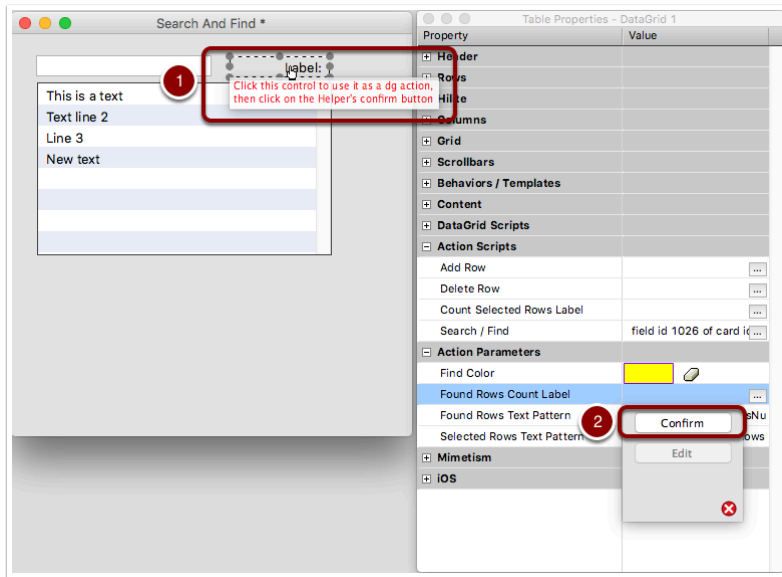 Search And Find *
Label:
1
Click this control to use it as a dg action,
then click on the Helper's confirm button
This is a text
Text line 2
Line 3
New text
Table Properties - DataGrid 1
Property Value
Header
Rows
Hilite
Columns
Grid
Scrollbars
Behaviors / Templates
Content
DataGrid Scripts
Action Scripts
Add Row ...
Delete Row ...
Count Selected Rows Label ...
Search / Find field id 1026 of card ...
Action Parameters
Find Color
Found Rows Count Label ...
Found Rows Text Pattern
Selected Rows Text Pattern
2
Confirm
Edit
Mimetism
iOS